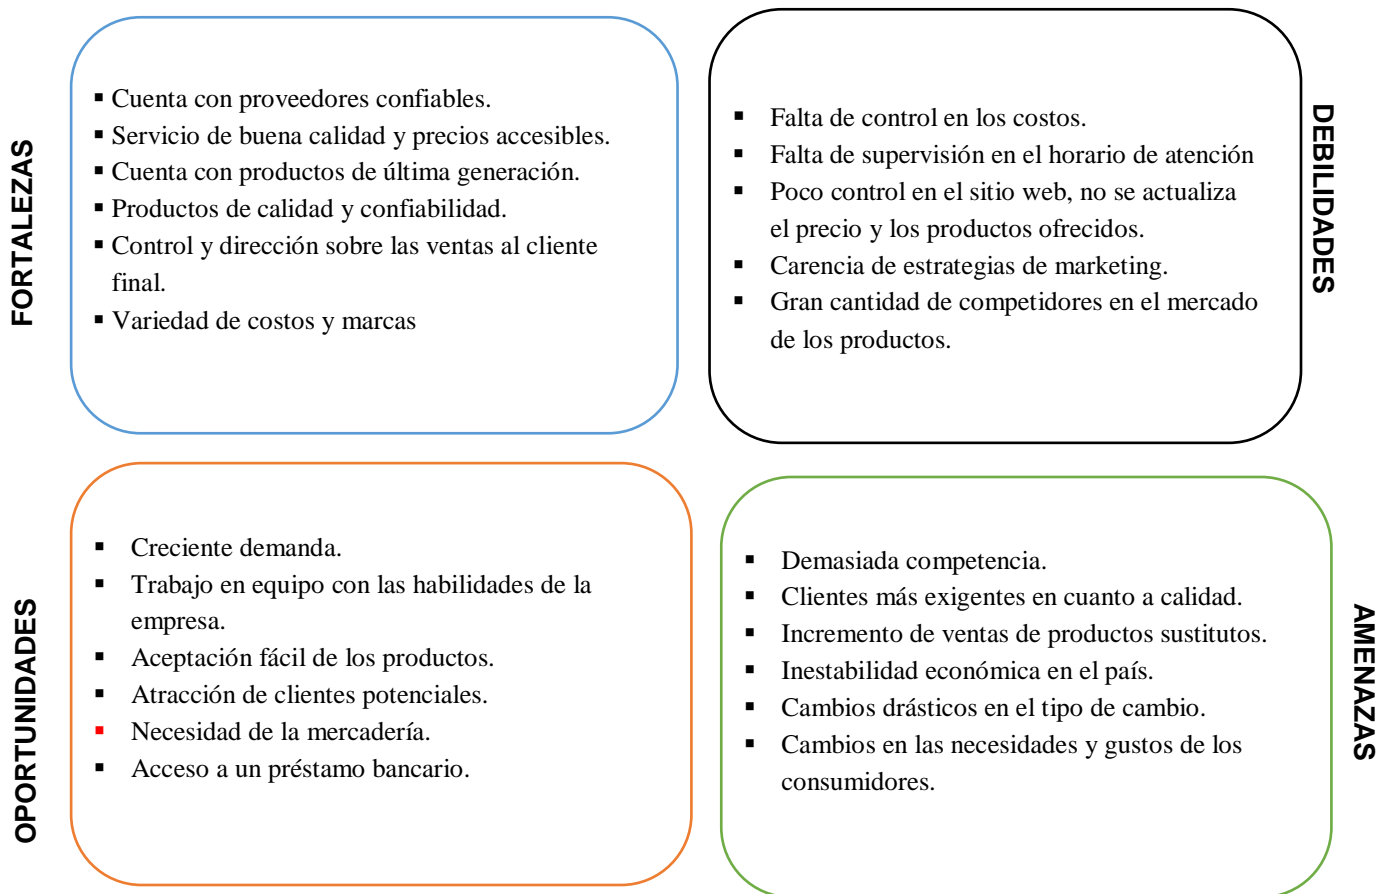 FORTALEZAS
▪ Cuenta con proveedores confiables.
▪ Servicio de buena calidad y precios accesibles.
▪ Cuenta con productos de última generación.
▪ Productos de calidad y confiabilidad.
▪ Control y dirección sobre las ventas al cliente
final.
▪ Variedad de costos y marcas
DEBILIDADES
▪ Falta de control en los costos.
▪ Falta de supervisión en el horario de atención
▪ Poco control en el sitio web, no se actualiza
el precio y los productos ofrecidos.
▪ Carencia de estrategias de marketing.
▪ Gran cantidad de competidores en el mercado
de los productos.
OPORTUNIDADES
▪ Creciente demanda.
▪ Trabajo en equipo con las habilidades de la
empresa.
▪ Aceptación fácil de los productos.
▪ Atracción de clientes potenciales.
▪ Necesidad de la mercadería.
▪ Acceso a un préstamo bancario.
AMENAZAS
▪ Demasiada competencia.
▪ Clientes más exigentes en cuanto a calidad.
▪ Incremento de ventas de productos sustitutos.
▪ Inestabilidad económica en el país.
▪ Cambios drásticos en el tipo de cambio.
▪ Cambios en las necesidades y gustos de los
consumidores.